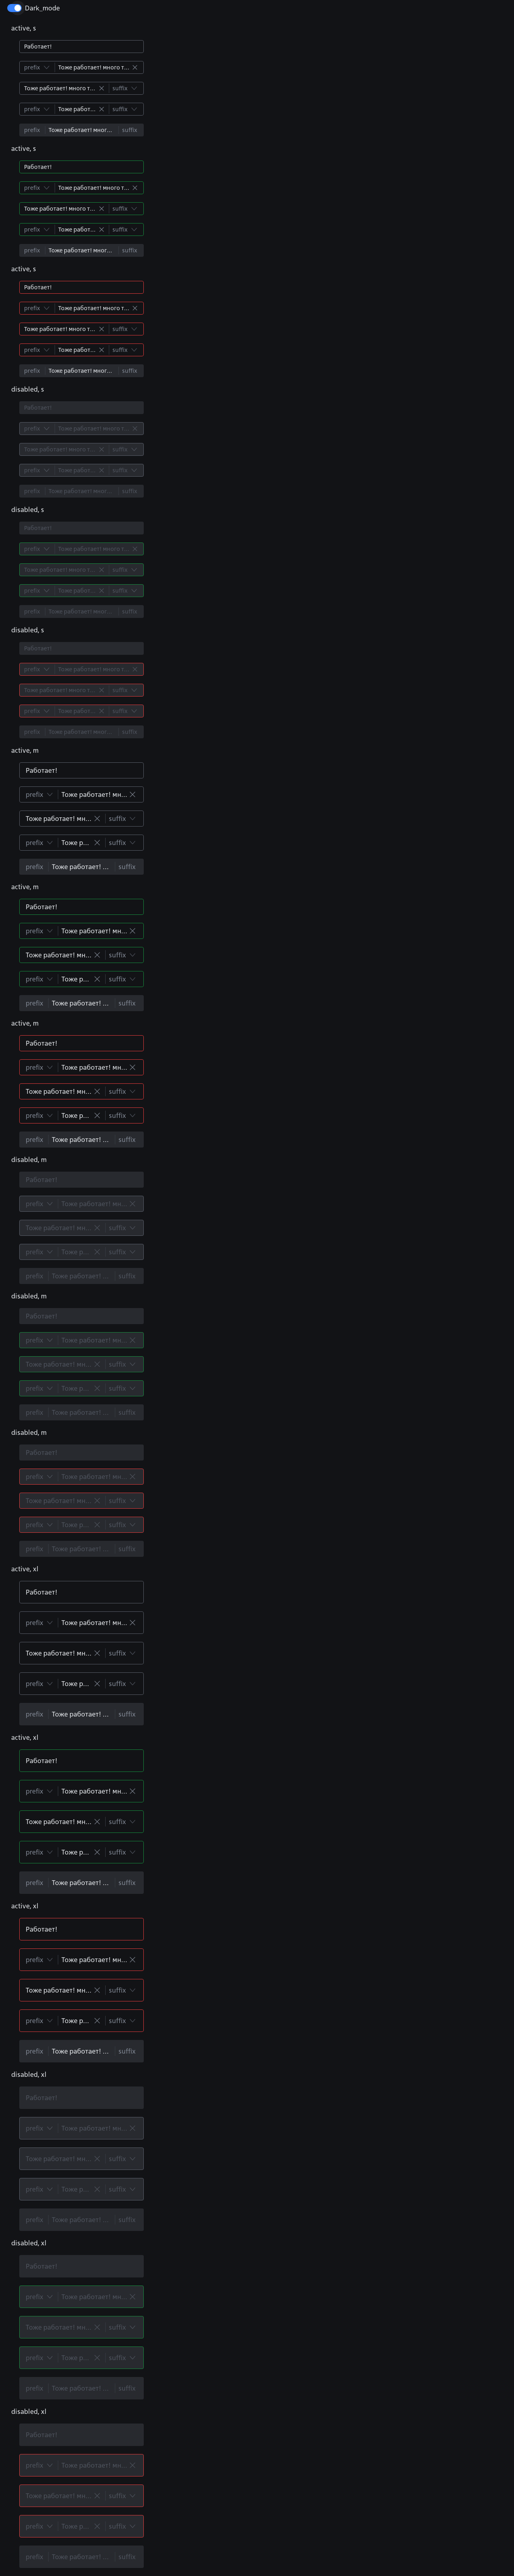 Dark_mode
active, s
Работает!
prefix Тоже работает! много т...
Тоже работает! много т... suffix
prefix Тоже работ... suffix
prefix Тоже работает! мног... suffix
active, s
Работает!
prefix Тоже работает! много т...
Тоже работает! много т... suffix
prefix Тоже работ... suffix
prefix Тоже работает! мног... suffix
active, s
Работает!
prefix Тоже работает! много т...
Тоже работает! много т... suffix
prefix Тоже работ... suffix
prefix Тоже работает! мног... suffix
disabled, s
Работает!
prefix Тоже работает! много т...
Тоже работает! много т... suffix
prefix Тоже работ... suffix
prefix Тоже работает! мног... suffix
disabled, s
Работает!
prefix Тоже работает! много т...
Тоже работает! много т... suffix
prefix Тоже работ... suffix
prefix Тоже работает! мног... suffix
disabled, s
Работает!
prefix Тоже работает! много т...
Тоже работает! много т... suffix
prefix Тоже работ... suffix
prefix Тоже работает! мног... suffix
active, m
Работает!
prefix Тоже работает! мн...
Тоже работает! мн... suffix
prefix Тоже р... suffix
prefix Тоже работает! ... suffix
active, m
Работает!
prefix Тоже работает! мн...
Тоже работает! мн... suffix
prefix Тоже р... suffix
prefix Тоже работает! ... suffix
active, m
Работает!
prefix Тоже работает! мн...
Тоже работает! мн... suffix
prefix Тоже р... suffix
prefix Тоже работает! ... suffix
disabled, m
Работает!
prefix Тоже работает! мн...
Тоже работает! мн... suffix
prefix Тоже р... suffix
prefix Тоже работает! ... suffix
disabled, m
Работает!
prefix Тоже работает! мн...
Тоже работает! мн... suffix
prefix Тоже р... suffix
prefix Тоже работает! ... suffix
disabled, m
Работает!
prefix Тоже работает! мн...
Тоже работает! мн... suffix
prefix Тоже р... suffix
prefix Тоже работает! ... suffix
active, xl
Работает!
prefix Тоже работает! мн...
Тоже работает! мн... suffix
prefix Тоже р... suffix
prefix Тоже работает! ... suffix
active, xl
Работает!
prefix Тоже работает! мн...
Тоже работает! мн... suffix
prefix Тоже р... suffix
prefix Тоже работает! ... suffix
active, xl
Работает!
prefix Тоже работает! мн...
Тоже работает! мн... suffix
prefix Тоже р... suffix
prefix Тоже работает! ... suffix
disabled, xl
Работает!
prefix Тоже работает! мн...
Тоже работает! мн... suffix
prefix Тоже р... suffix
prefix Тоже работает! ... suffix
disabled, xl
Работает!
prefix Тоже работает! мн...
Тоже работает! мн... suffix
prefix Тоже р... suffix
prefix Тоже работает! ... suffix
disabled, xl
Работает!
prefix Тоже работает! мн...
Тоже работает! мн... suffix
prefix Тоже р... suffix
prefix Тоже работает! ... suffix